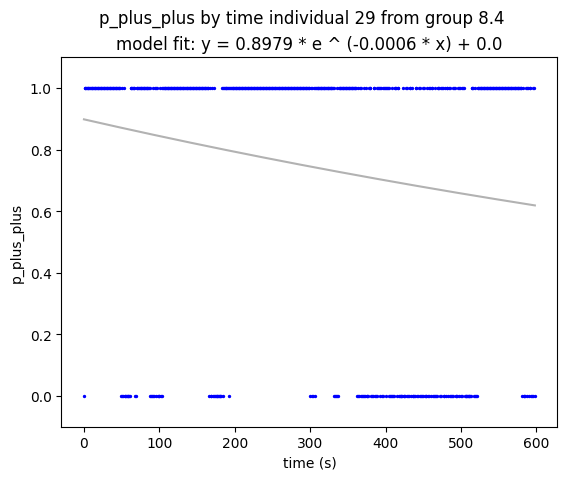 p_plus_plus by time individual 29 from group 8.4
model fit: y = 0.8979 * e ^ (-0.0006 * x) + 0.0
1.0
0.8
0.6
0.4
0.2
0.0
p_plus_plus
0 100 200 300 400 500 600
time (s)